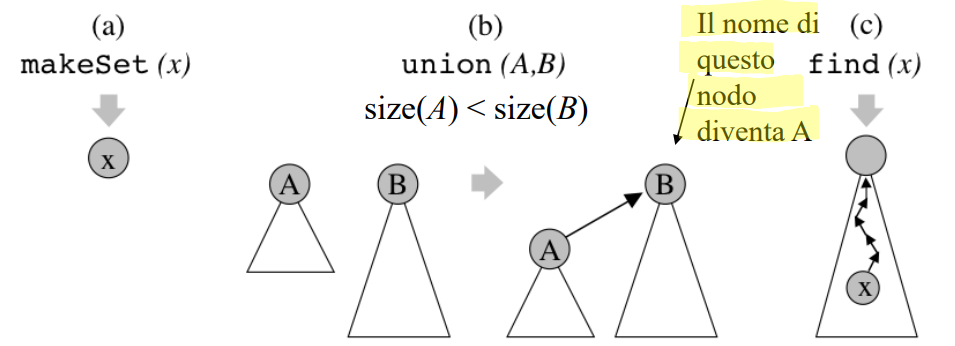 (a)
makeSet (x)
x
(b)
union (A,B)
size(A) < size(B)
A
B
A
B
Il nome di
questo
nodo
diventa A
(c)
find (x)
x